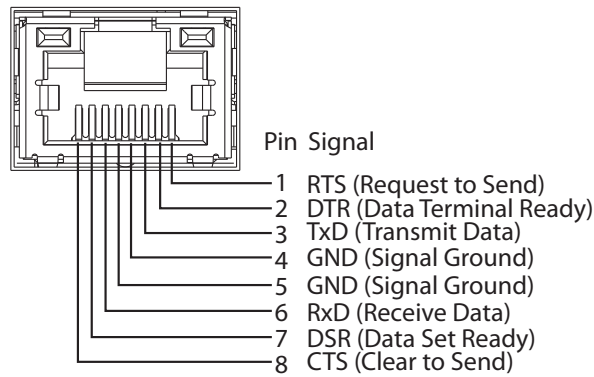 Pin Signal
1 RTS (Request to Send)
2 DTR (Data Terminal Ready)
3 TxD (Transmit Data)
4 GND (Signal Ground)
5 GND (Signal Ground)
6 RxD (Receive Data)
7 DSR (Data Set Ready)
8 CTS (Clear to Send)